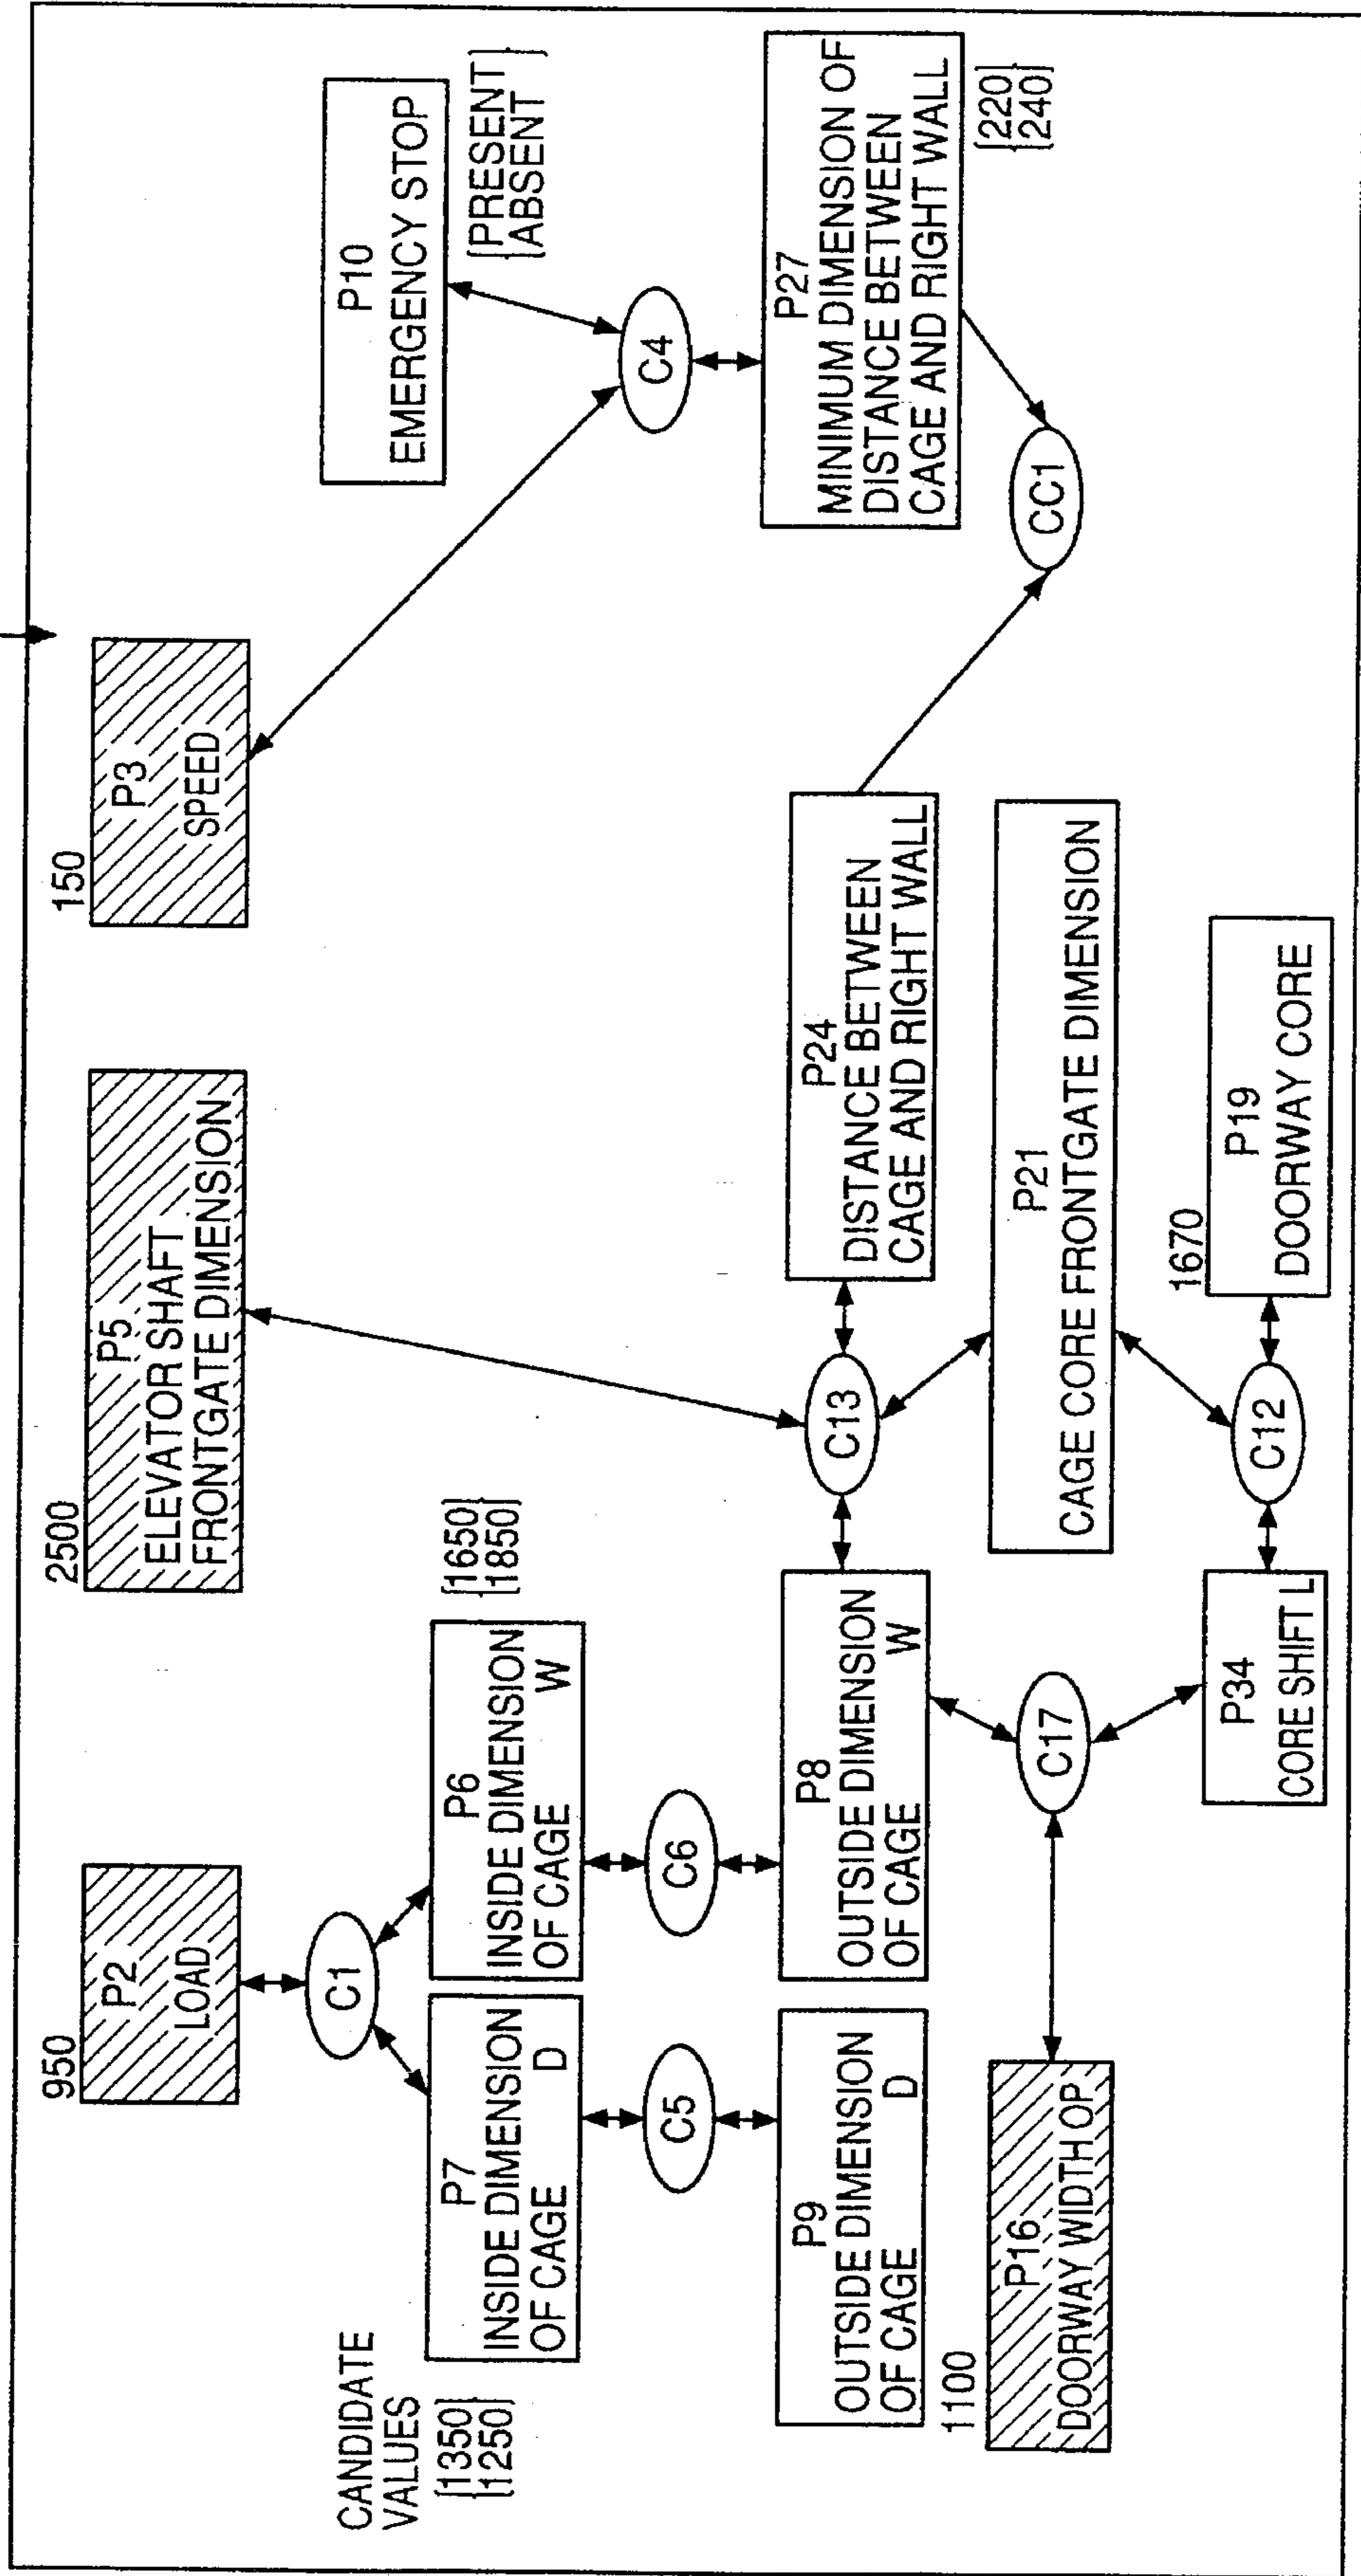 950
P2
LOAD
2500
P5
ELEVATOR SHAFT
FRONTGATE DIMENSION
150
P3
SPEED
P10
EMERGENCY STOP
[PRESENT]
[ABSENT ]
C1
CANDIDATE
VALUES
[1350]
[1250]
P7
INSIDE DIMENSION
OF CAGE D
P6
INSIDE DIMENSION
OF CAGE W
[1650]
[1850]
C5
C6
C4
P9
OUTSIDE DIMENSION
OF CAGE D
P8
OUTSIDE DIMENSION
OF CAGE W
C13
P24
DISTANCE BETWEEN
CAGE AND RIGHT WALL
P27
MINIMUM DIMENSION OF
DISTANCE BETWEEN
CAGE AND RIGHT WALL
[220]
[240]
1100
P16
DOORWAY WIDTH OP
C17
P21
CAGE CORE FRONTGATE DIMENSION
CC1
P34
CORE SHIFT L
C12
1670
P19
DOORWAY CORE